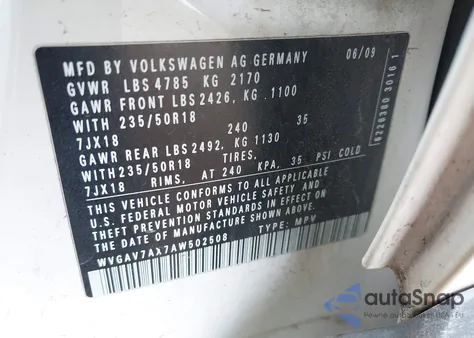 MFD BY VOLKSWAGEN AG GERMANY 06/09
GVWR LBS 4785 KG 2170
GAWR FRONT LBS 2426, KG .1100
WITH 235/50R18
7JX18 240 35
GAWR REAR LBS 2492, KG 1130
WITH 235/50R18 TIRES,
7JX18 RIMS, AT 240 KPA, 35 PSI COLD
THIS VEHICLE CONFORMS TO ALL APPLICABLE
U.S. FEDERAL MOTOR VEHICLE SAFETY AND
THEFT PREVENTION STANDARDS IN EFFECT ON
DATE OF MANUFACTURE SHOWN ABOVE.
WVGAV7AX7AW502508 TYPE: MPV
autoSnap